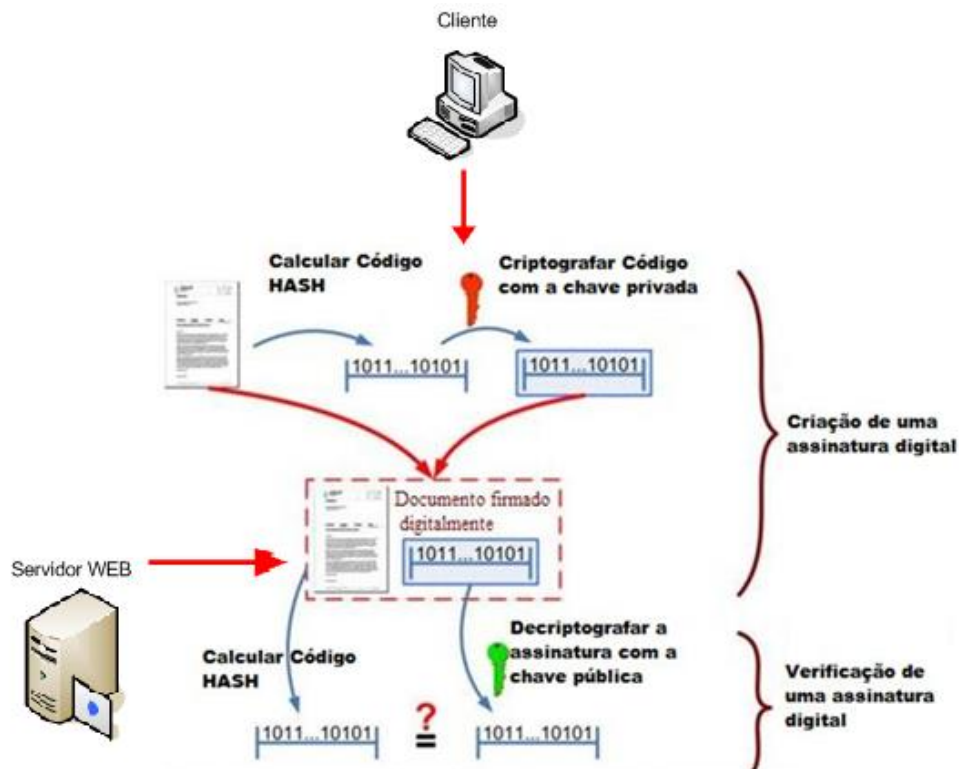 Cliente
Calcular Código
HASH
Criptografar Código
com a chave privada
1011...10101
1011...10101
Criação de uma
assinatura digital
Documento firmado
digitalmente
1011...10101
Servidor WEB
Calcular Código
HASH
Decriptografar a
assinatura com a
chave pública
Verificação de
uma assinatura
digital
1011...10101
?
=
1011...10101